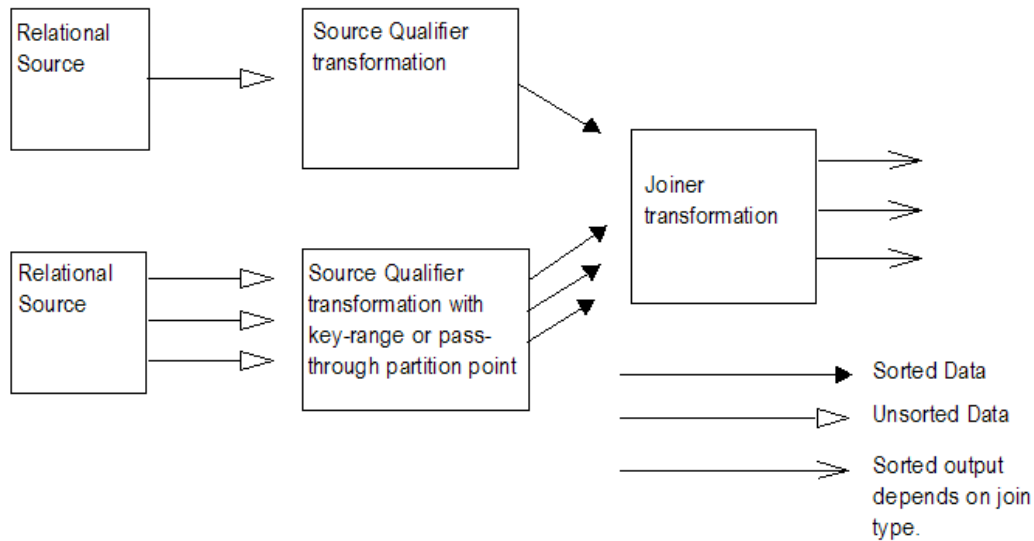 Relational
Source
Source Qualifier
transformation
Joiner
transformation
Relational
Source
Source Qualifier
transformation with
key-range or pass-
through partition point
Sorted Data
Unsorted Data
Sorted output
depends on join
type.